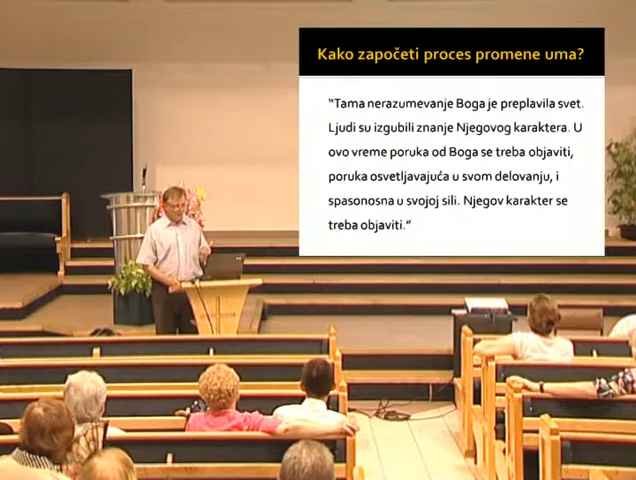 Kako započeti proces promene uma?
"Tama nerazumevanje Boga je preplavila svet.
Ljudi su izgubili znanje Njegovog karaktera. U
ovo vreme poruka od Boga se treba objaviti,
poruka osvetljavajuća u svom delovanju, i
spasonosna u svojoj sili. Njegov karakter se
treba objaviti."